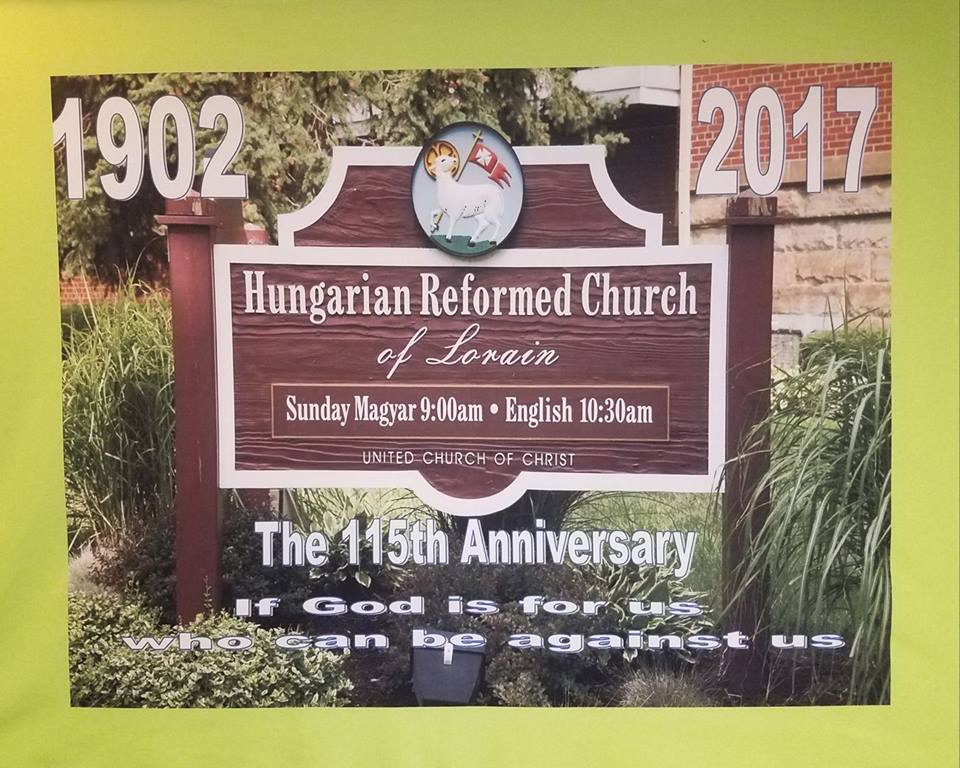 1902
2017
Hungarian Reformed Church
of Lorain
Sunday Magyar 9:00am • English 10:30am
UNITED CHURCH OF CHRIST
The 115th Anniversary
If God is for us
who can be against us